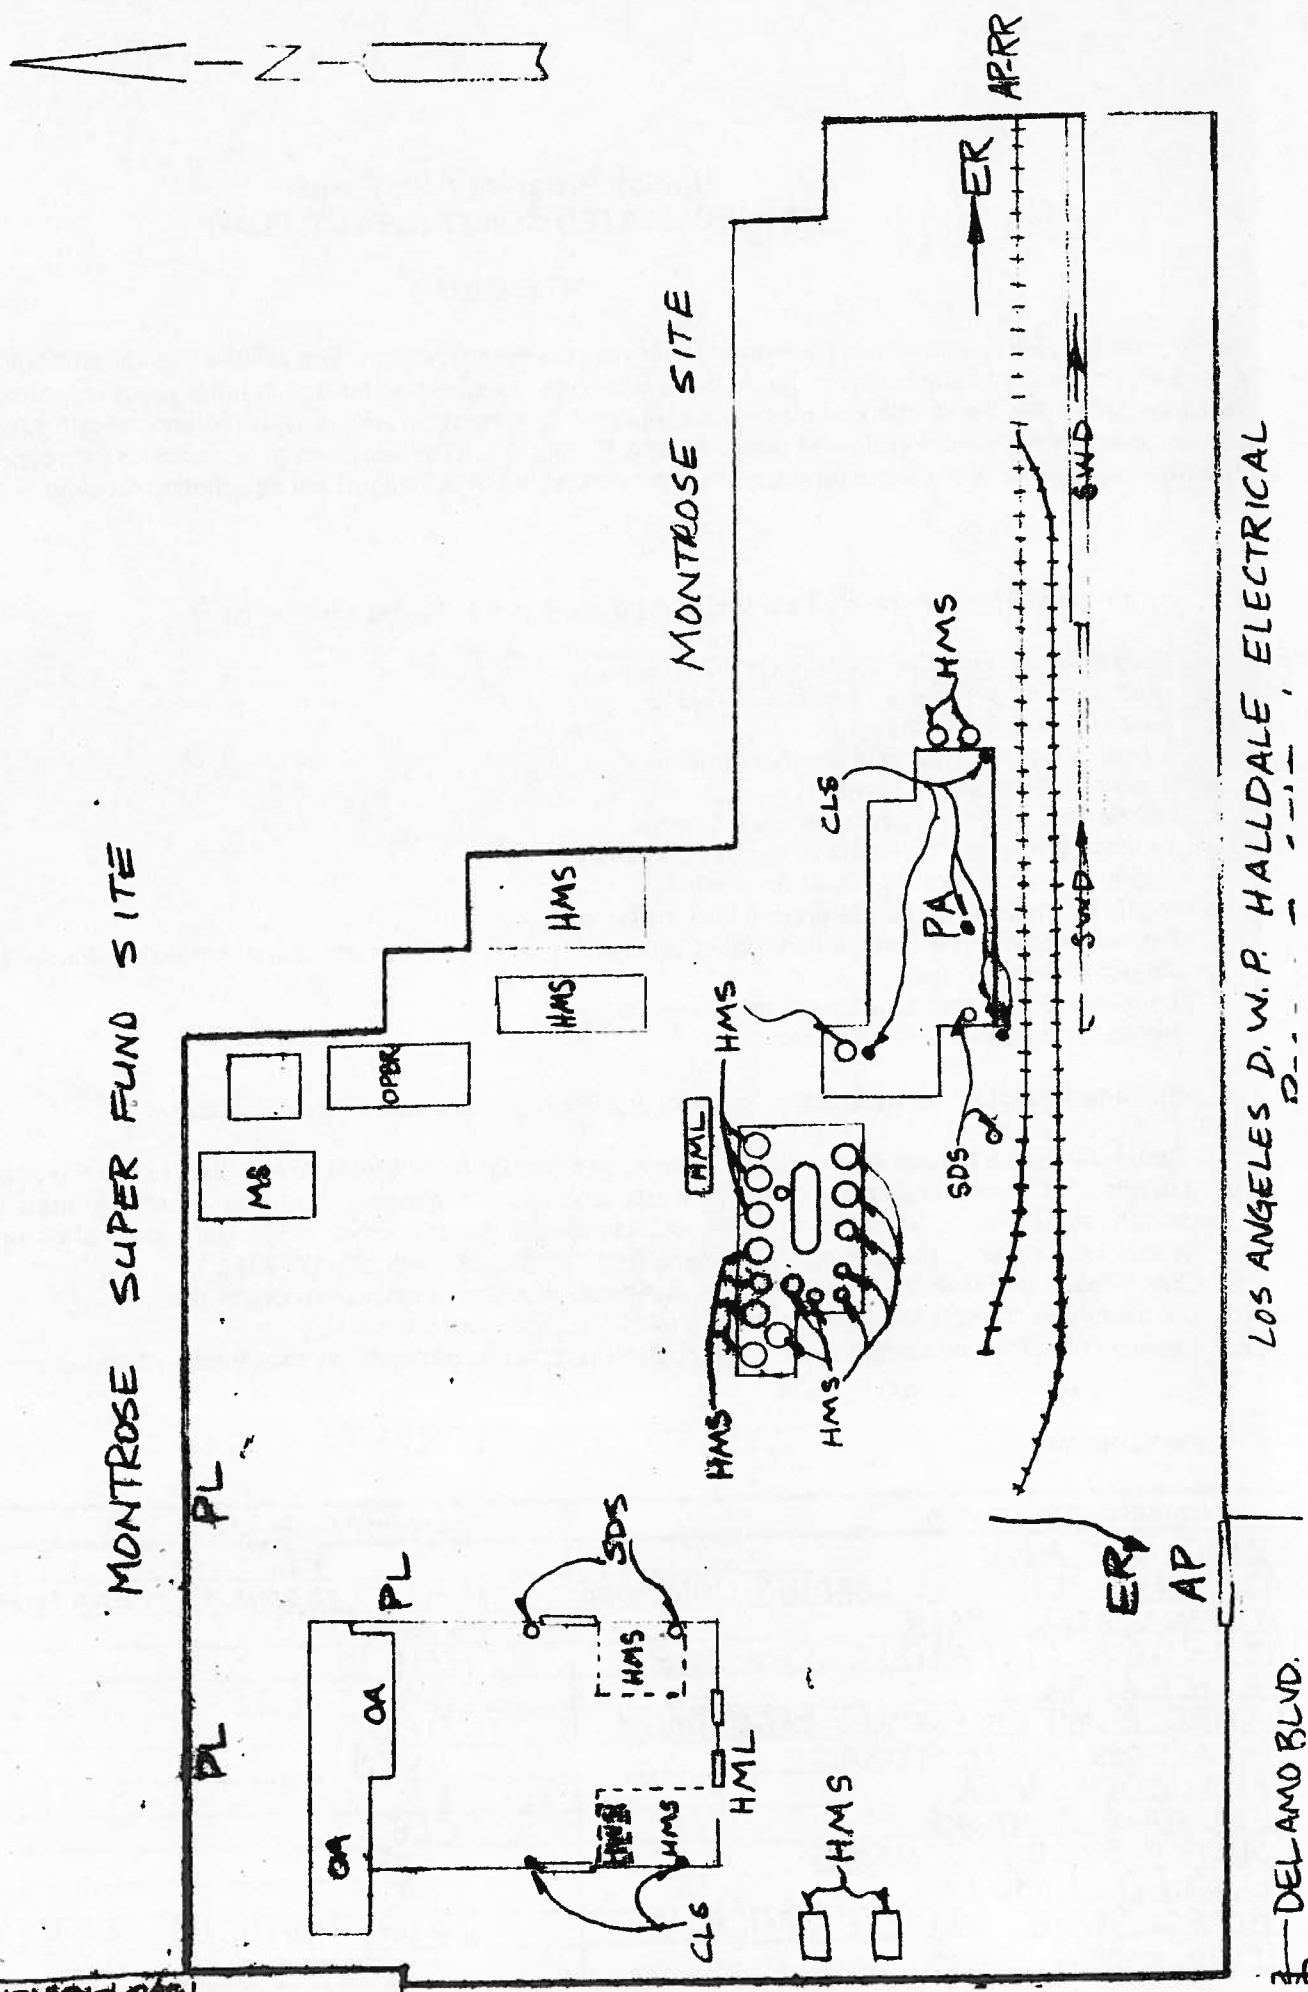 N
AP-RR
ER
MONTROSE SITE
SWD
HMS
CLS
PA
SWD
LOS ANGELES D.W.P. HALLDALE ELECTRICAL
MONTROSE SUPER FUND SITE
HMS
HMS
OPBR
MS
HMS
HML
SDS
HMS
HMS
PL
PL
PL
SDS
OA
OA
HMS
HMS
HML
CLS
HMS
ER
AP
DEL AMO BLVD.